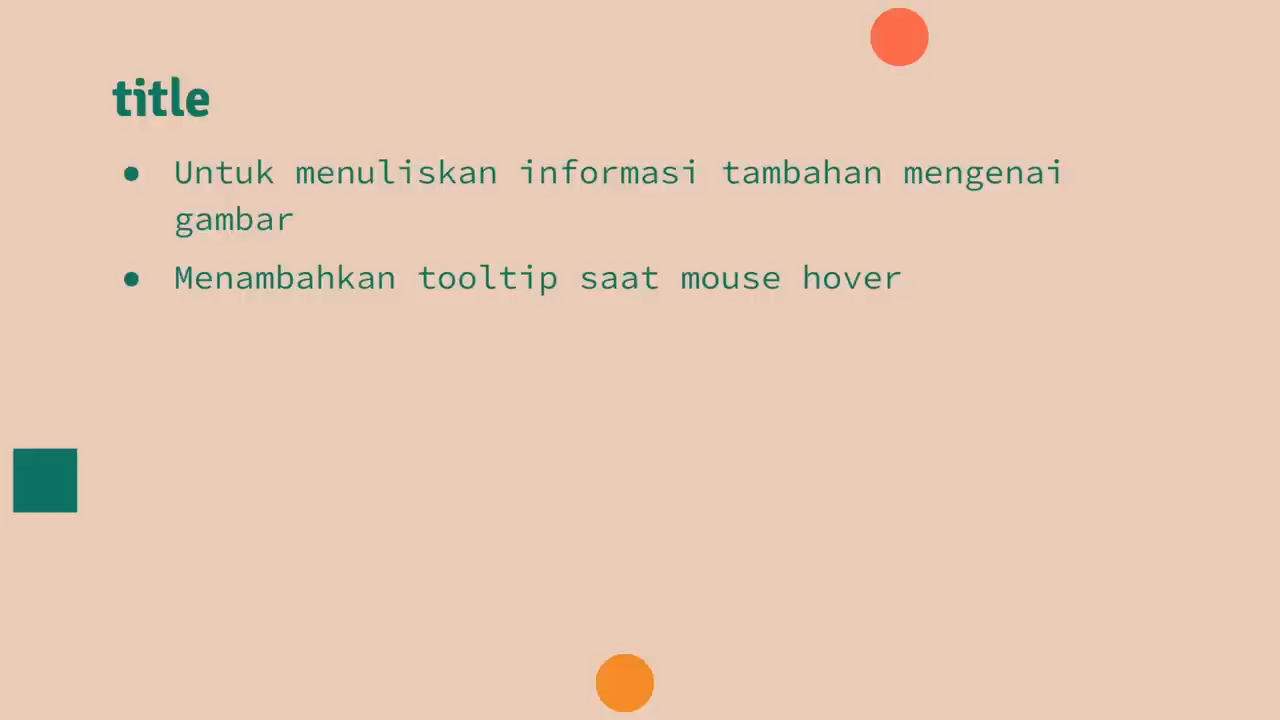 title
● Untuk menuliskan informasi tambahan mengenai
gambar
● Menambahkan tooltip saat mouse hover